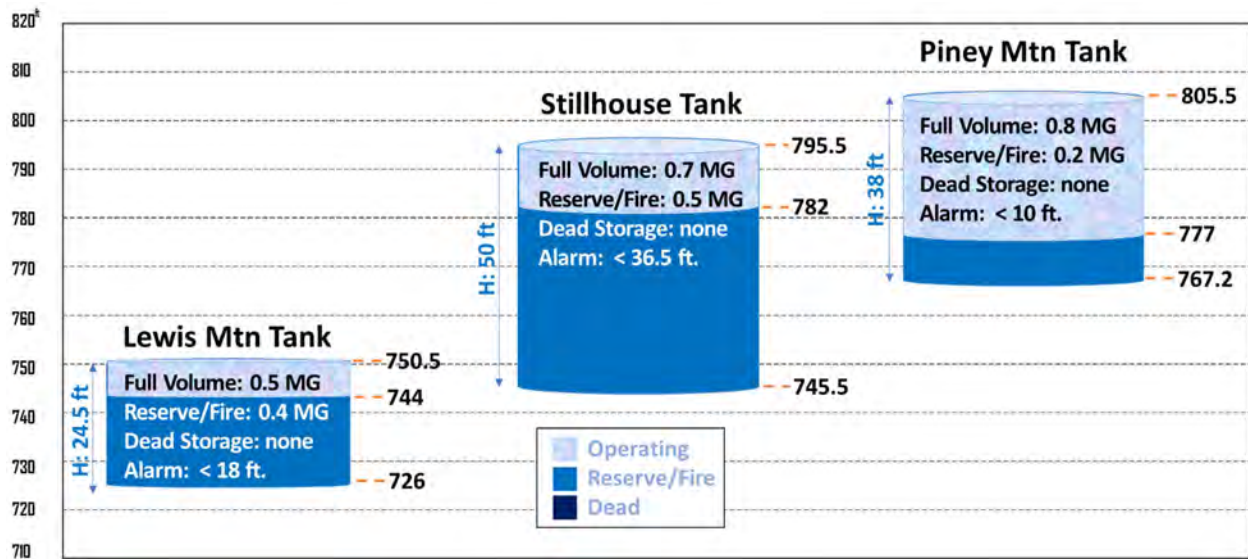 820ft
810
800
790
780
770
760
750
740
730
720
710
Lewis Mtn Tank
H: 24.5 ft
Full Volume: 0.5 MG
Reserve/Fire: 0.4 MG
Dead Storage: none
Alarm: < 18 ft.
750.5
744
726
Stillhouse Tank
H: 50 ft
Full Volume: 0.7 MG
Reserve/Fire: 0.5 MG
Dead Storage: none
Alarm: < 36.5 ft.
795.5
782
745.5
Piney Mtn Tank
H: 38 ft
Full Volume: 0.8 MG
Reserve/Fire: 0.2 MG
Dead Storage: none
Alarm: < 10 ft.
805.5
777
767.2
Operating
Reserve/Fire
Dead